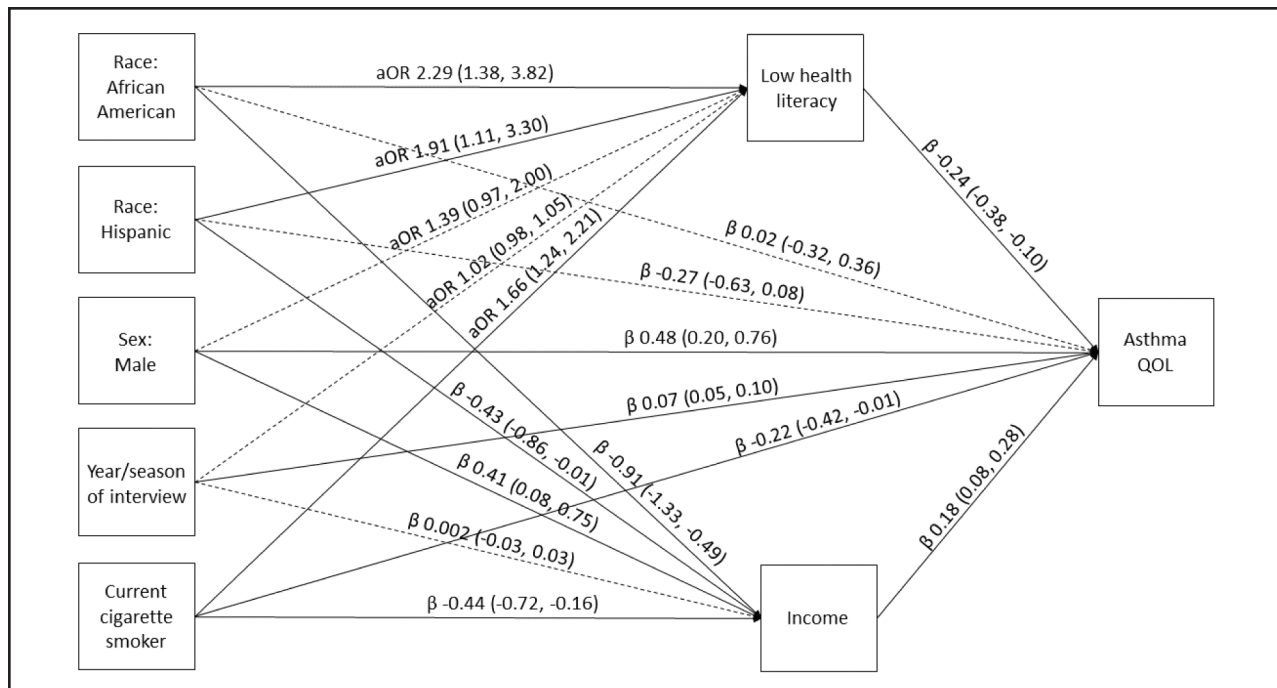 Race:
African
American
Race:
Hispanic
Sex:
Male
Year/season
of interview
Current
cigarette
smoker
aOR 2.29 (1.38, 3.82)
aOR 1.91 (1.11, 3.30)
aOR 1.39 (0.97, 2.00)
aOR 1.02 (0.98, 1.05)
aOR 1.66 (1.24, 2.21)
β 0.02 (-0.32, 0.36)
β -0.27 (-0.63, 0.08)
β 0.48 (0.20, 0.76)
β 0.07 (0.05, 0.10)
β -0.22 (-0.42, -0.01)
β -0.43 (-0.86, -0.01)
β -0.91 (-1.33, -0.49)
β 0.41 (0.08, 0.75)
β 0.002 (-0.03, 0.03)
β -0.44 (-0.72, -0.16)
Low health
literacy
Income
β -0.24 (-0.38, -0.10)
β 0.18 (0.08, 0.28)
Asthma
QOL